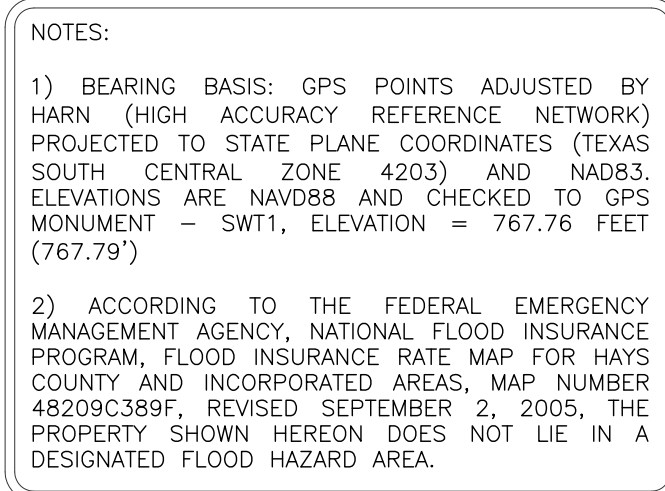 NOTES:
1) BEARING BASIS: GPS POINTS ADJUSTED BY
HARN (HIGH ACCURACY REFERENCE NETWORK)
PROJECTED TO STATE PLANE COORDINATES (TEXAS
SOUTH CENTRAL ZONE 4203) AND NAD83.
ELEVATIONS ARE NAVD88 AND CHECKED TO GPS
MONUMENT – SWT1, ELEVATION = 767.76 FEET
(767.79')
2) ACCORDING TO THE FEDERAL EMERGENCY
MANAGEMENT AGENCY, NATIONAL FLOOD INSURANCE
PROGRAM, FLOOD INSURANCE RATE MAP FOR HAYS
COUNTY AND INCORPORATED AREAS, MAP NUMBER
48209C389F, REVISED SEPTEMBER 2, 2005, THE
PROPERTY SHOWN HEREON DOES NOT LIE IN A
DESIGNATED FLOOD HAZARD AREA.